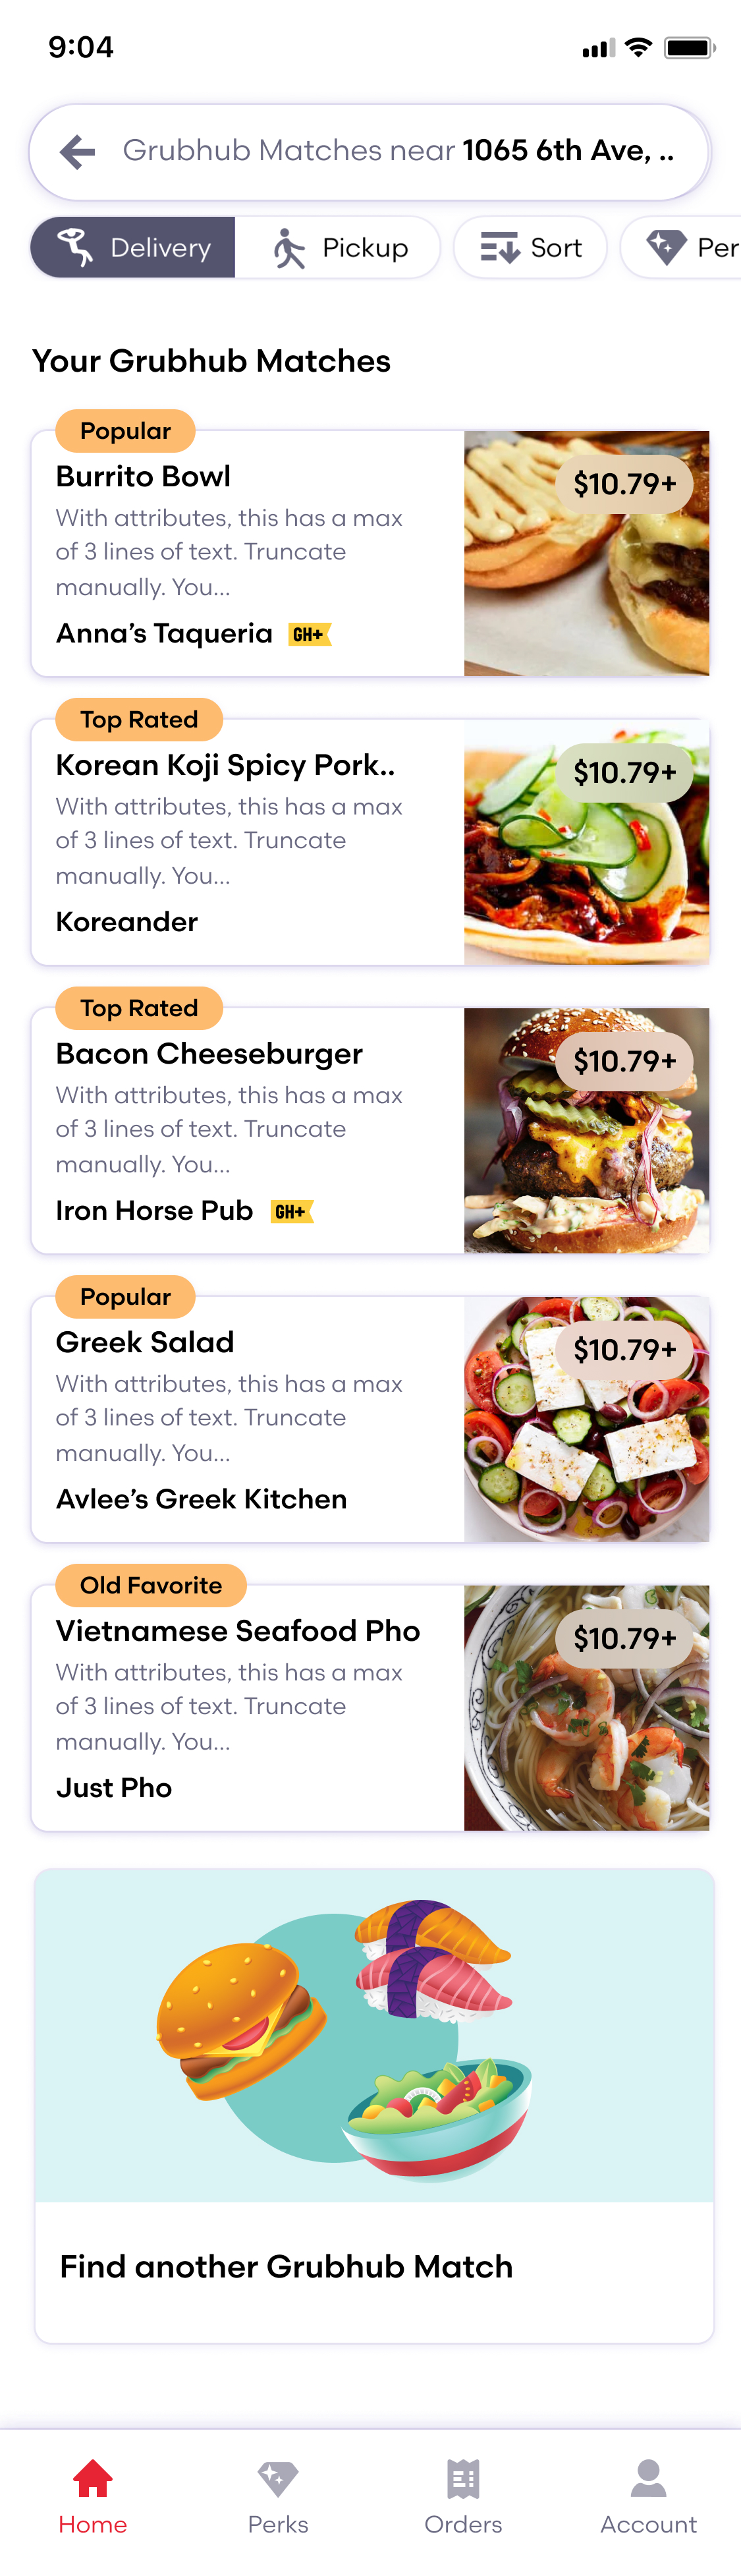 9:04
Grubhub Matches near 1065 6th Ave, ..
Delivery
Pickup
Sort
Per
Your Grubhub Matches
Popular
Burrito Bowl
With attributes, this has a max
of 3 lines of text. Truncate
manually. You...
Anna’s Taqueria GH+
$10.79+
Top Rated
Korean Koji Spicy Pork..
With attributes, this has a max
of 3 lines of text. Truncate
manually. You...
Koreander
$10.79+
Top Rated
Bacon Cheeseburger
With attributes, this has a max
of 3 lines of text. Truncate
manually. You...
Iron Horse Pub GH+
$10.79+
Popular
Greek Salad
With attributes, this has a max
of 3 lines of text. Truncate
manually. You...
Avlee’s Greek Kitchen
$10.79+
Old Favorite
Vietnamese Seafood Pho
With attributes, this has a max
of 3 lines of text. Truncate
manually. You...
Just Pho
$10.79+
Find another Grubhub Match
Home
Perks
Orders
Account